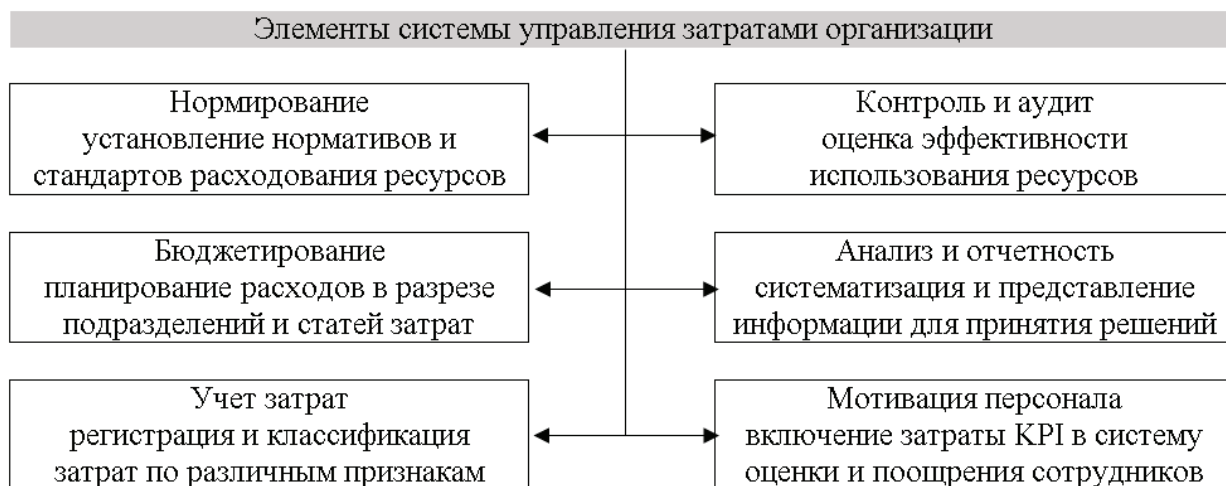 Элементы системы управления затратами организации
Нормирование
установление нормативов и
стандартов расходования ресурсов
Контроль и аудит
оценка эффективности
использования ресурсов
Бюджетирование
планирование расходов в разрезе
подразделений и статей затрат
Анализ и отчетность
систематизация и представление
информации для принятия решений
Учет затрат
регистрация и классификация
затрат по различным признакам
Мотивация персонала
включение затраты KPI в систему
оценки и поощрения сотрудников